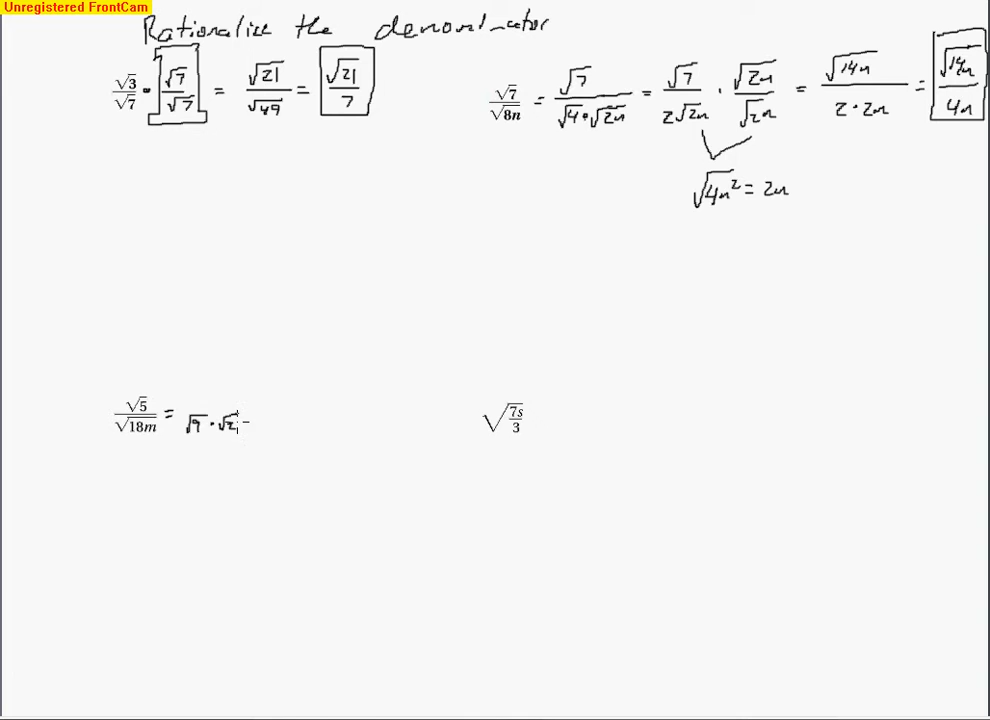 Unregistered FrontCam
Rationalize the denominator
√3/√7 · √7/√7 = √21/√49 = √21/7
√7/√8n = √7/√4·√2n = √7/2√2n · √2n/√2n = √14n/2·2n = √14n/4n
√4n² = 2n
√5/√18m = √9 · √2
√7s/3